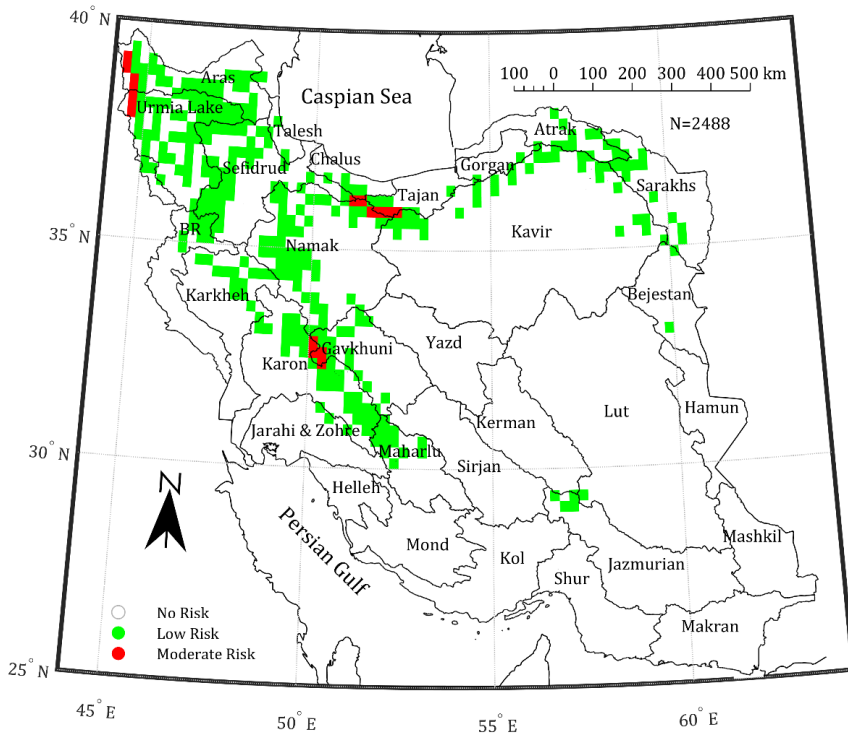 40° N
Aras
Caspian Sea
100 0 100 200 300 400 500 km
Urmia Lake
N=2488
Talesh
Atrak
Chalus
Gorgan
Sefidrud
Tajan
Sarakhs
35° N
BR
Namak
Kavir
Karkheh
Bejestan
Gavkhuni
Yazd
Karon
Lut
Hamun
Kerman
Jarahi & Zohre
30° N
Maharlu
Sirjan
Helleh
N
Persian Gulf
Mond
Kol
Mashkil
Shur
Jazmurian
No Risk
Low Risk
Makran
Moderate Risk
25° N
45° E
50° E
55° E
60° E